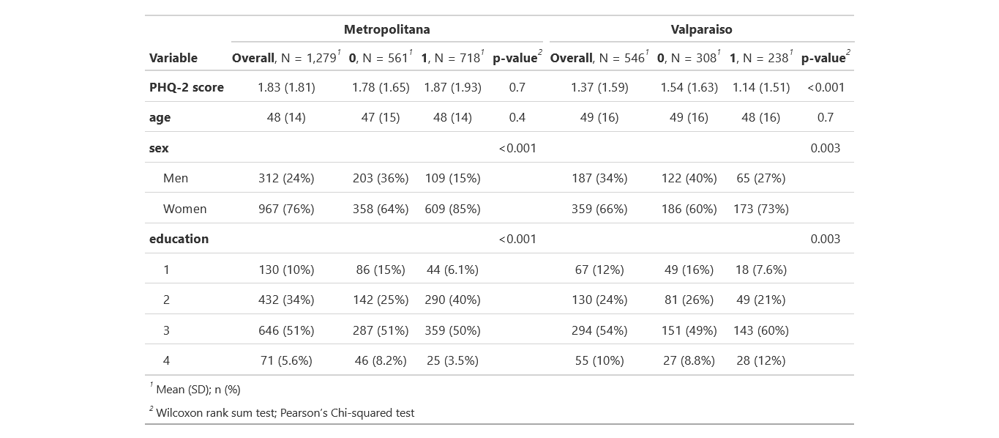 Metropolitana Valparaiso
Variable Overall, N = 1,279¹ 0, N = 561¹ 1, N = 718¹ p-value² Overall, N = 546¹ 0, N = 308¹ 1, N = 238¹ p-value²
PHQ-2 score 1.83 (1.81) 1.78 (1.65) 1.87 (1.93) 0.7 1.37 (1.59) 1.54 (1.63) 1.14 (1.51) <0.001
age 48 (14) 47 (15) 48 (14) 0.4 49 (16) 49 (16) 48 (16) 0.7
sex <0.001 0.003
Men 312 (24%) 203 (36%) 109 (15%) 187 (34%) 122 (40%) 65 (27%)
Women 967 (76%) 358 (64%) 609 (85%) 359 (66%) 186 (60%) 173 (73%)
education <0.001 0.003
1 130 (10%) 86 (15%) 44 (6.1%) 67 (12%) 49 (16%) 18 (7.6%)
2 432 (34%) 142 (25%) 290 (40%) 130 (24%) 81 (26%) 49 (21%)
3 646 (51%) 287 (51%) 359 (50%) 294 (54%) 151 (49%) 143 (60%)
4 71 (5.6%) 46 (8.2%) 25 (3.5%) 55 (10%) 27 (8.8%) 28 (12%)
¹ Mean (SD); n (%)
² Wilcoxon rank sum test; Pearson's Chi-squared test